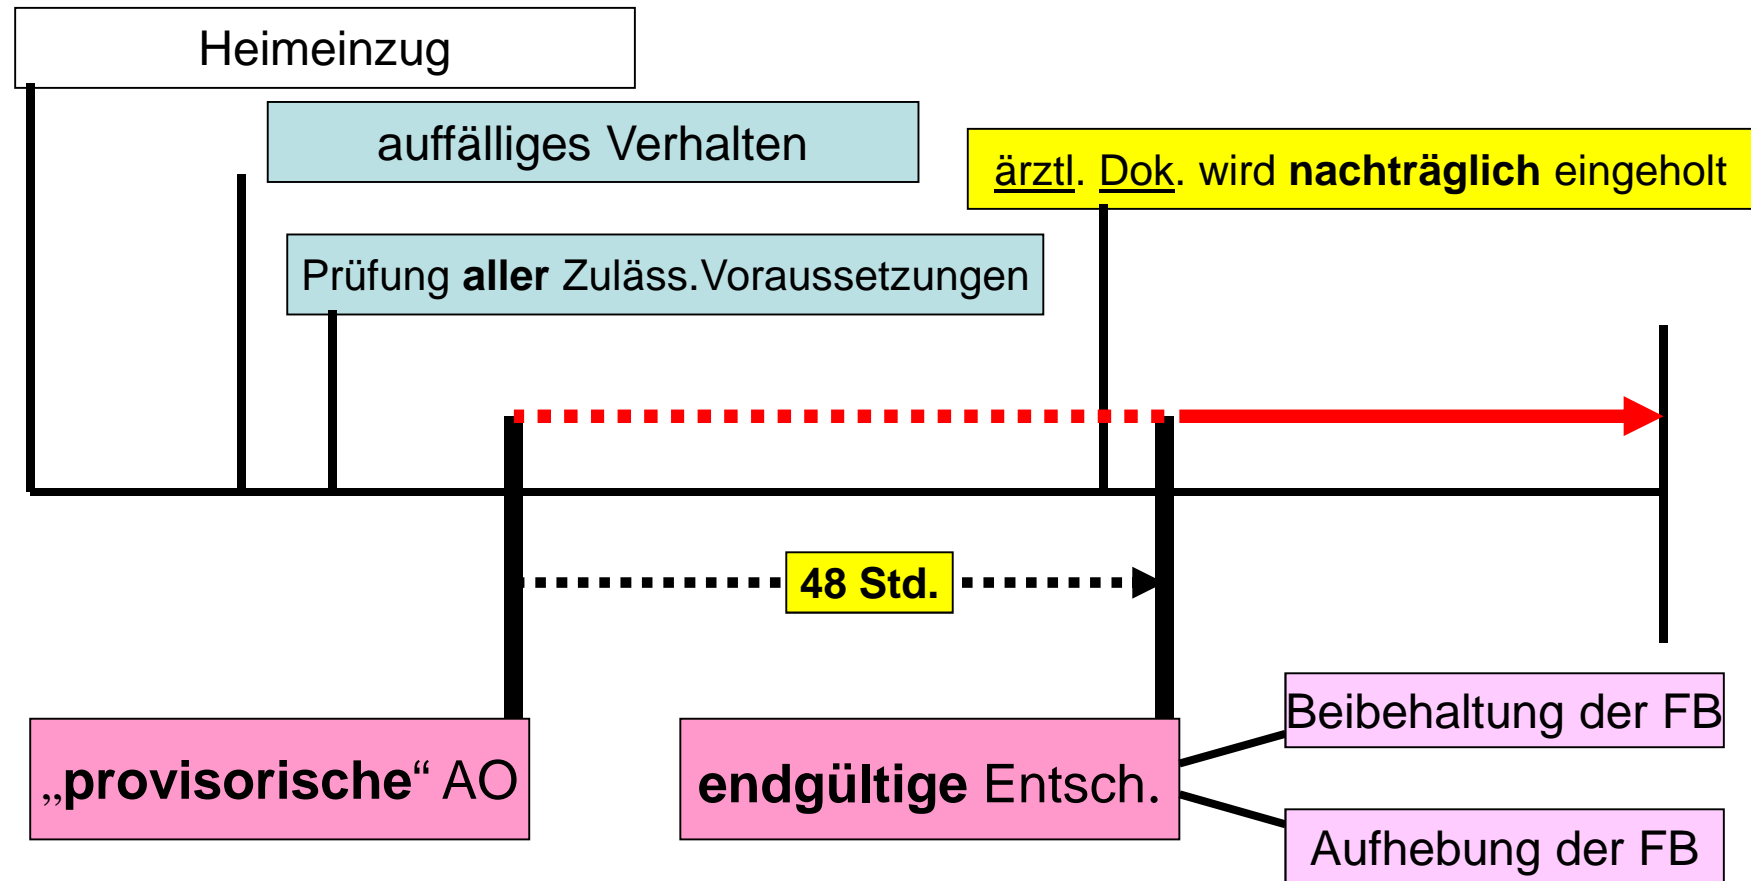 Heimeinzug
auffälliges Verhalten
ärztl. Dok. wird nachträglich eingeholt
Prüfung aller Zuläss.Voraussetzungen
48 Std.
„provisorische“ AO
endgültige Entsch.
Beibehaltung der FB
Aufhebung der FB